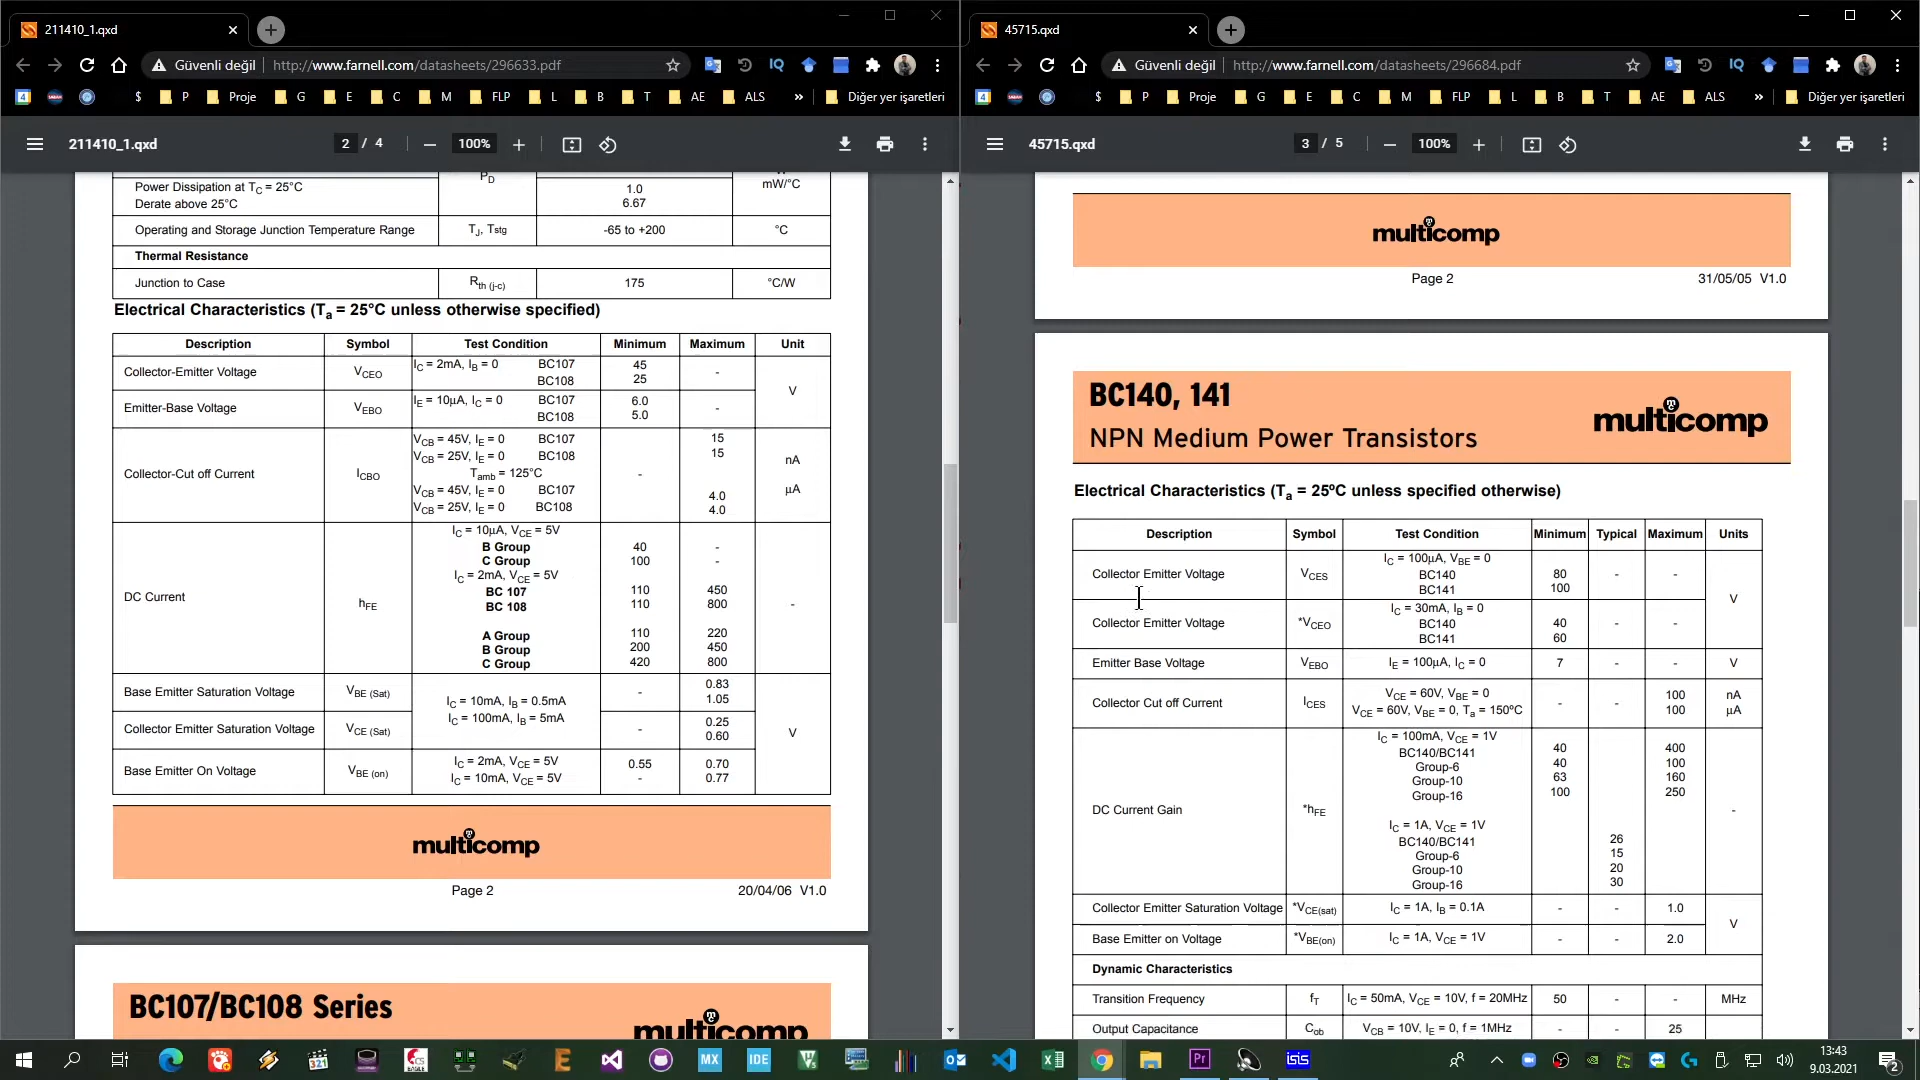 211410_1.qxd
Güvenli değil
http://www.farnell.com/datasheets/296633.pdf
$ P Proje G E C M FLP L B T AE ALS » Diğer yer işaretleri
211410_1.qxd
2 / 4
100%
PD
mW/°C
Power Dissipation at TC = 25°C
Derate above 25°C
1.0
6.67
Operating and Storage Junction Temperature Range TJ, Tstg -65 to +200 °C
Thermal Resistance
Junction to Case Rth (j-c) 175 °C/W
Electrical Characteristics (Ta = 25°C unless otherwise specified)
Description Symbol Test Condition Minimum Maximum Unit
Collector-Emitter Voltage VCEO
IC = 2mA, IB = 0 BC107 45
BC108 25
-
V
Emitter-Base Voltage VEBO
IE = 10µA, IC = 0 BC107 6.0
BC108 5.0
-
Collector-Cut off Current ICBO
VCB = 45V, IE = 0 BC107 15
VCB = 25V, IE = 0 BC108 15
Tamb = 125°C
VCB = 45V, IE = 0 BC107 4.0
VCB = 25V, IE = 0 BC108 4.0
-
nA
µA
DC Current hFE
IC = 10µA, VCE = 5V
B Group 40 -
C Group 100 -
IC = 2mA, VCE = 5V
BC 107 110 450
BC 108 110 800
A Group 110 220
B Group 200 450
C Group 420 800
-
Base Emitter Saturation Voltage VBE (Sat) - 0.83
1.05
IC = 10mA, IB = 0.5mA
IC = 100mA, IB = 5mA
Collector Emitter Saturation Voltage VCE (Sat) - 0.25
0.60
V
Base Emitter On Voltage VBE (on)
IC = 2mA, VCE = 5V 0.55 0.70
IC = 10mA, VCE = 5V - 0.77
multicomp
Page 2 20/04/06 V1.0
BC107/BC108 Series
multicomp
45715.qxd
Güvenli değil
http://www.farnell.com/datasheets/296684.pdf
$ P Proje G E C M FLP L B T AE ALS » Diğer yer işaretleri
45715.qxd
3 / 5
100%
multicomp
Page 2 31/05/05 V1.0
BC140, 141
NPN Medium Power Transistors
multicomp
Electrical Characteristics (Ta = 25ºC unless specified otherwise)
Description Symbol Test Condition Minimum Typical Maximum Units
Collector Emitter Voltage VCES
IC = 100µA, VBE = 0
BC140 80
BC141 100
- -
V
Collector Emitter Voltage *VCEO
IC = 30mA, IB = 0
BC140 40
BC141 60
- -
Emitter Base Voltage VEBO IE = 100µA, IC = 0 7 - - V
Collector Cut off Current ICES
VCE = 60V, VBE = 0 100 nA
VCE = 60V, VBE = 0, Ta = 150ºC 100 µA
- -
DC Current Gain *hFE
IC = 100mA, VCE = 1V
BC140/BC141 40 400
Group-6 40 100
Group-10 63 160
Group-16 100 250
IC = 1A, VCE = 1V
BC140/BC141 26
Group-6 15
Group-10 20
Group-16 30
-
Collector Emitter Saturation Voltage *VCE(sat) IC = 1A, IB = 0.1A - - 1.0
V
Base Emitter on Voltage *VBE(on) IC = 1A, VCE = 1V - - 2.0
Dynamic Characteristics
Transition Frequency fT IC = 50mA, VCE = 10V, f = 20MHz 50 - - MHz
Output Capacitance Cob VCB = 10V, IE = 0, f = 1MHz - - 25
321
MX
IDE
Pr
isis
13:43
9.03.2021
2